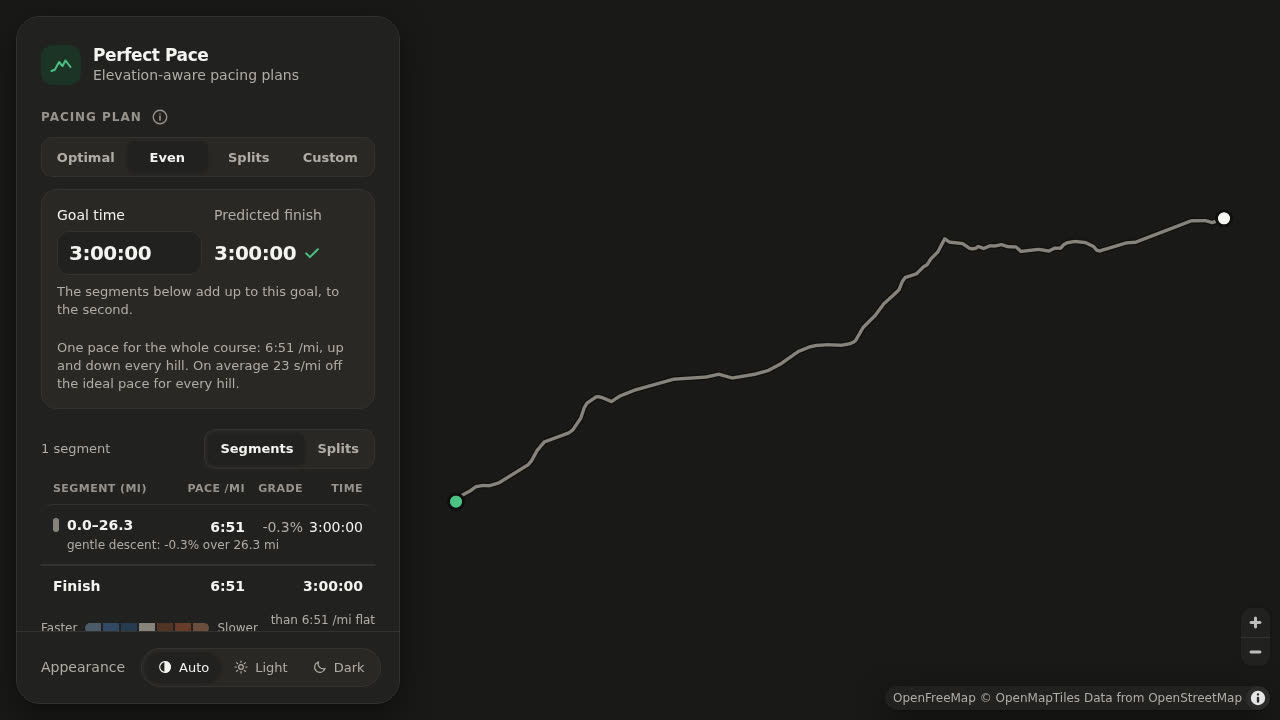 Perfect Pace
Elevation-aware pacing plans
PACING PLAN
Optimal Even Splits Custom
Goal time Predicted finish
3:00:00 3:00:00
The segments below add up to this goal, to
the second.
One pace for the whole course: 6:51 /mi, up
and down every hill. On average 23 s/mi off
the ideal pace for every hill.
1 segment Segments Splits
SEGMENT (MI) PACE /MI GRADE TIME
0.0–26.3 6:51 -0.3% 3:00:00
gentle descent: -0.3% over 26.3 mi
Finish 6:51 3:00:00
than 6:51 /mi flat
Faster Slower
Appearance Auto Light Dark
OpenFreeMap © OpenMapTiles Data from OpenStreetMap